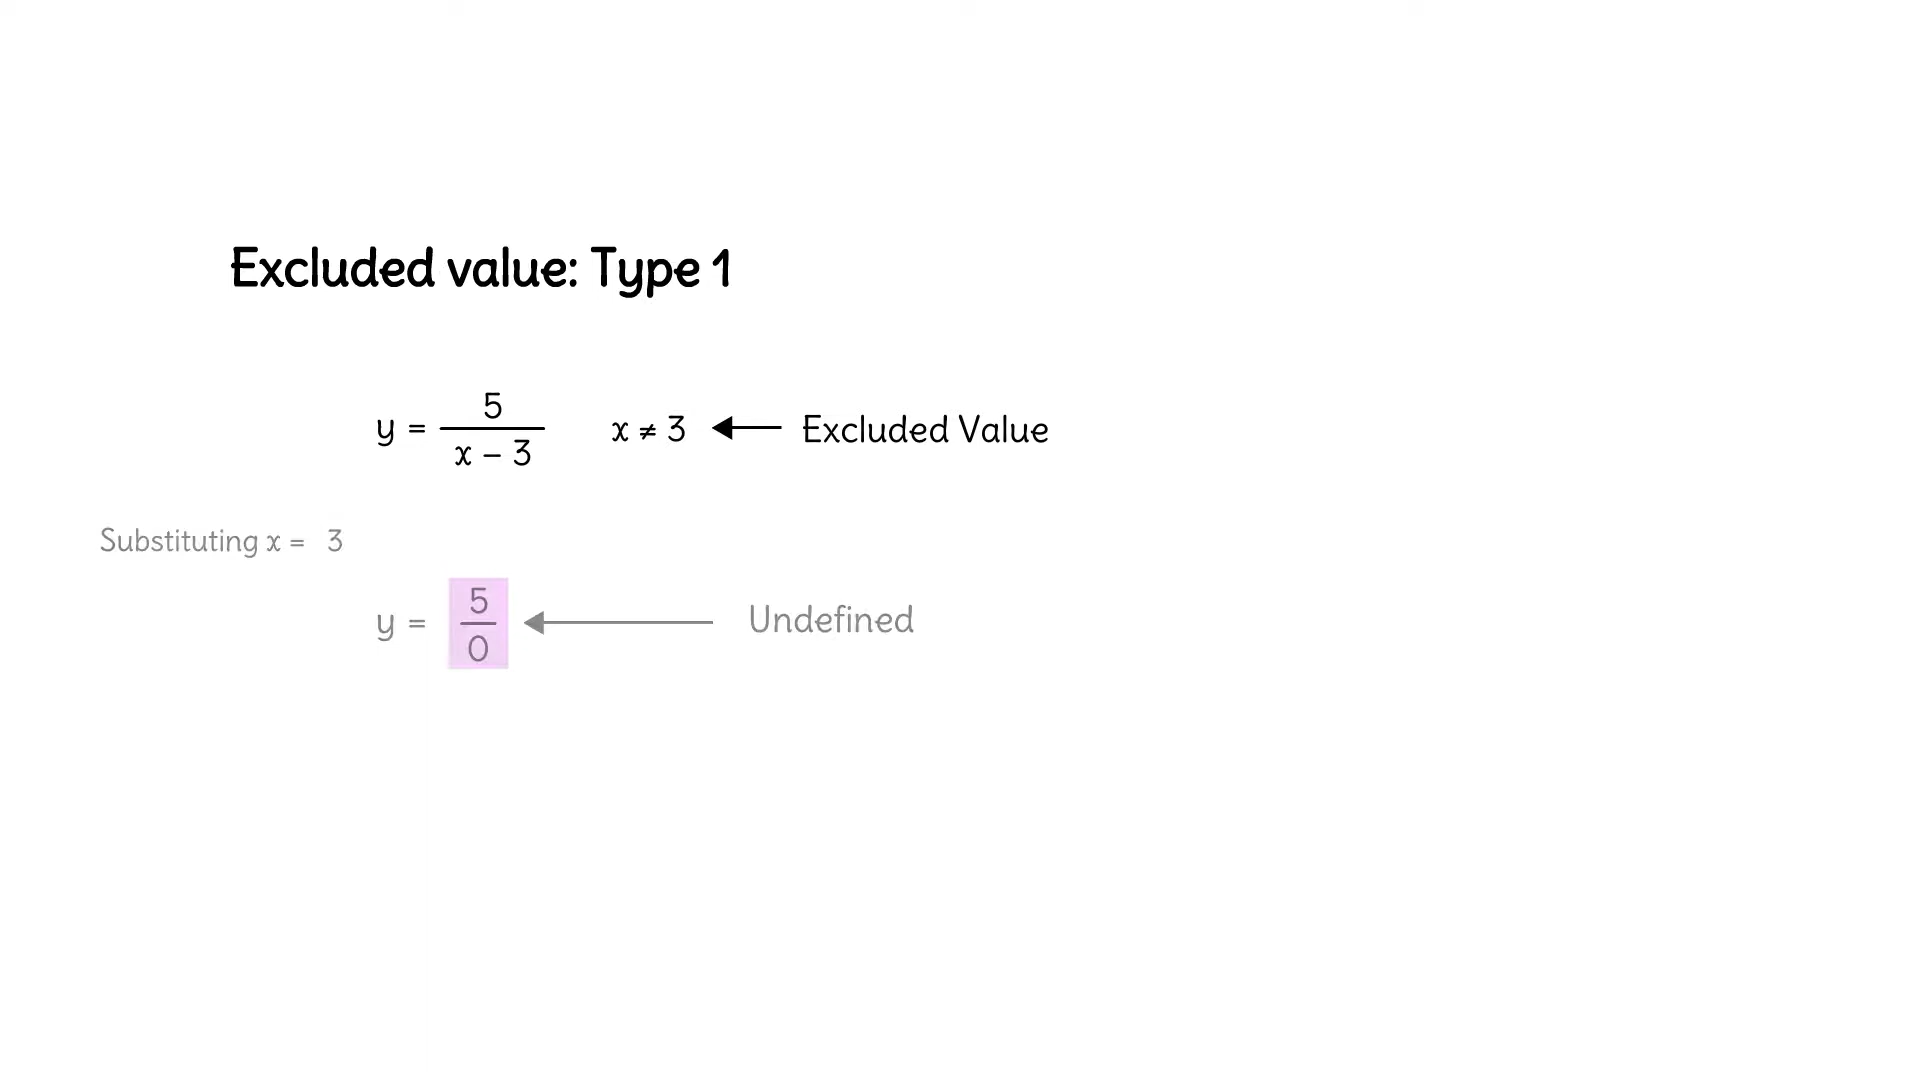 Excluded value: Type 1
y = 5/(x − 3) x ≠ 3 Excluded Value
Substituting x = 3
y = 5/0 Undefined